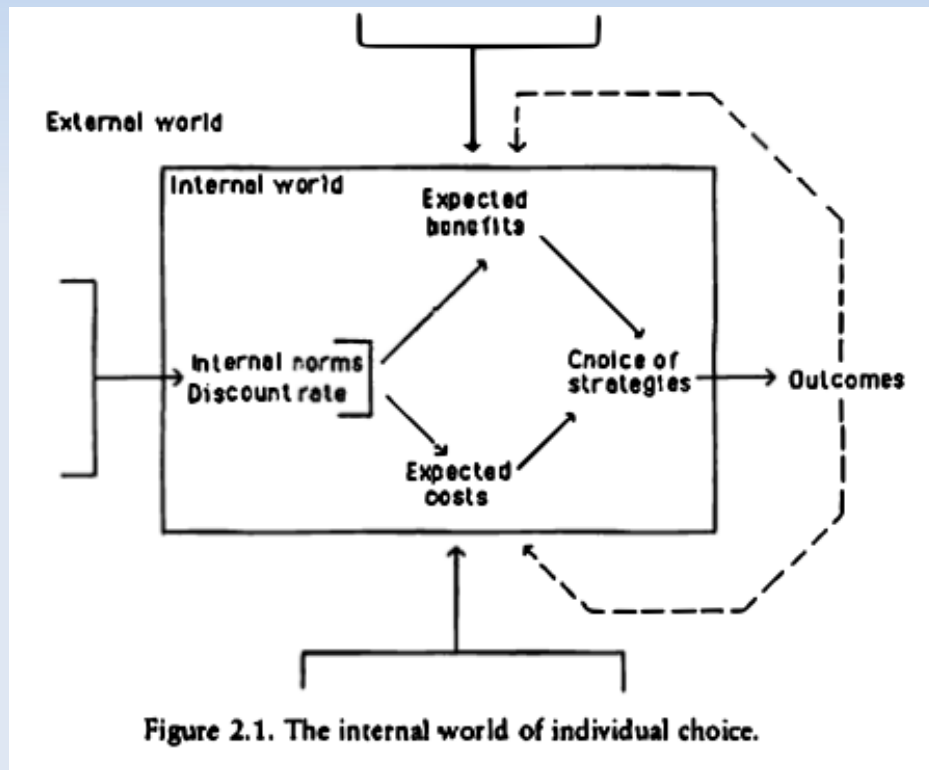 External world
Internal world
Expected
benefits
Internal norms
Discount rate
Choice of
strategies
Outcomes
Expected
costs
Figure 2.1. The internal world of individual choice.